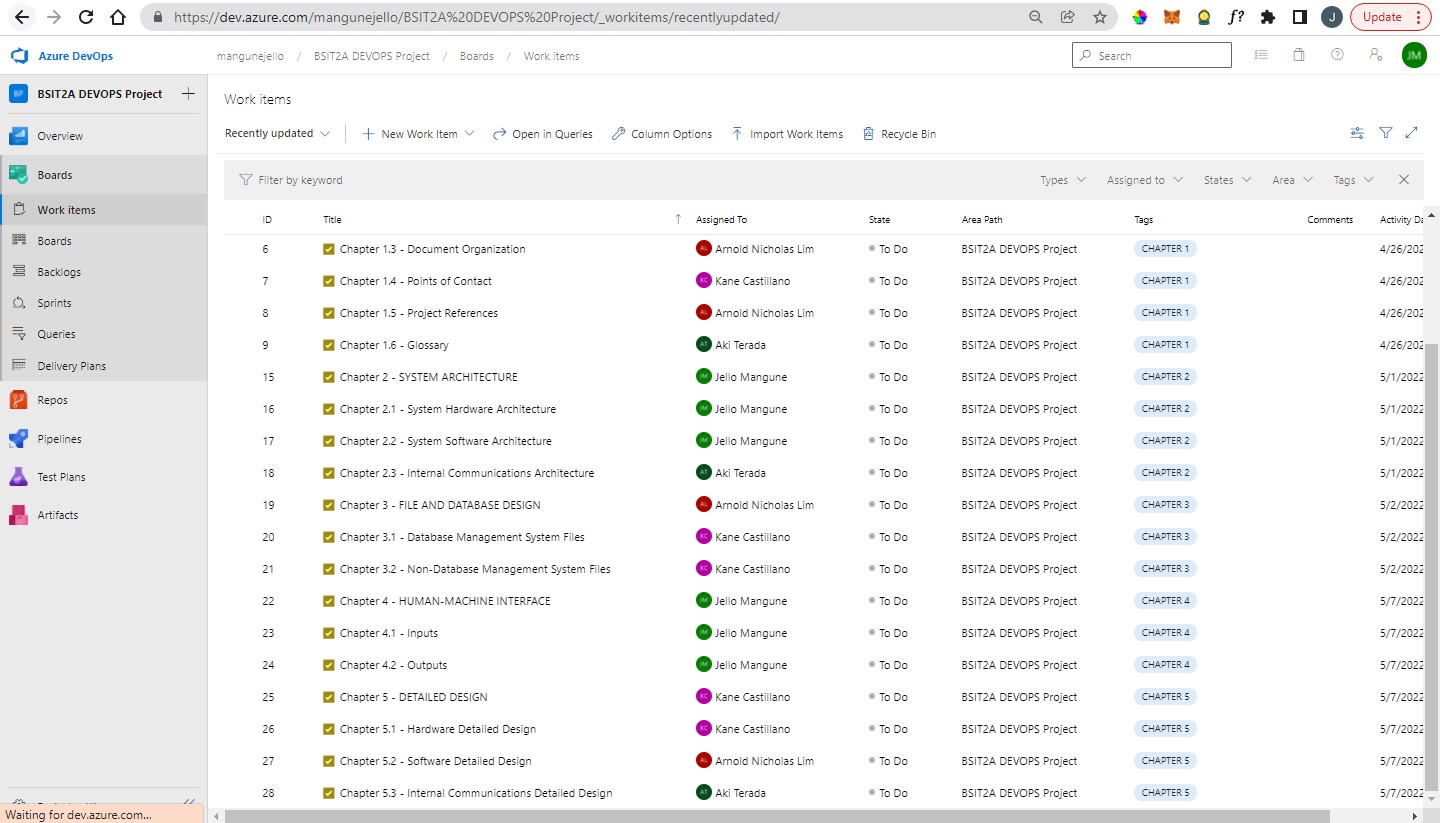 https://dev.azure.com/mangunejello/BSIT2A%20DEVOPS%20Project/_workitems/recentlyupdated/
f? J Update
Azure DevOps mangunejello / BSIT2A DEVOPS Project / Boards / Work items Search JM
BP BSIT2A DEVOPS Project
Overview
Boards
Work items
Boards
Backlogs
Sprints
Queries
Delivery Plans
Repos
Pipelines
Test Plans
Artifacts
Waiting for dev.azure.com...
Work items
Recently updated New Work Item Open in Queries Column Options Import Work Items Recycle Bin
Filter by keyword Types Assigned to States Area Tags
ID Title Assigned To State Area Path Tags Comments Activity Da
6 Chapter 1.3 - Document Organization AL Arnold Nicholas Lim To Do BSIT2A DEVOPS Project CHAPTER 1 4/26/202
7 Chapter 1.4 - Points of Contact KC Kane Castillano To Do BSIT2A DEVOPS Project CHAPTER 1 4/26/202
8 Chapter 1.5 - Project References AL Arnold Nicholas Lim To Do BSIT2A DEVOPS Project CHAPTER 1 4/26/202
9 Chapter 1.6 - Glossary AT Aki Terada To Do BSIT2A DEVOPS Project CHAPTER 1 4/26/202
15 Chapter 2 - SYSTEM ARCHITECTURE JM Jello Mangune To Do BSIT2A DEVOPS Project CHAPTER 2 5/1/2022
16 Chapter 2.1 - System Hardware Architecture JM Jello Mangune To Do BSIT2A DEVOPS Project CHAPTER 2 5/1/2022
17 Chapter 2.2 - System Software Architecture JM Jello Mangune To Do BSIT2A DEVOPS Project CHAPTER 2 5/1/2022
18 Chapter 2.3 - Internal Communications Architecture AT Aki Terada To Do BSIT2A DEVOPS Project CHAPTER 2 5/1/2022
19 Chapter 3 - FILE AND DATABASE DESIGN AL Arnold Nicholas Lim To Do BSIT2A DEVOPS Project CHAPTER 3 5/2/2022
20 Chapter 3.1 - Database Management System Files KC Kane Castillano To Do BSIT2A DEVOPS Project CHAPTER 3 5/2/2022
21 Chapter 3.2 - Non-Database Management System Files KC Kane Castillano To Do BSIT2A DEVOPS Project CHAPTER 3 5/2/2022
22 Chapter 4 - HUMAN-MACHINE INTERFACE JM Jello Mangune To Do BSIT2A DEVOPS Project CHAPTER 4 5/7/2022
23 Chapter 4.1 - Inputs JM Jello Mangune To Do BSIT2A DEVOPS Project CHAPTER 4 5/7/2022
24 Chapter 4.2 - Outputs JM Jello Mangune To Do BSIT2A DEVOPS Project CHAPTER 4 5/7/2022
25 Chapter 5 - DETAILED DESIGN KC Kane Castillano To Do BSIT2A DEVOPS Project CHAPTER 5 5/7/2022
26 Chapter 5.1 - Hardware Detailed Design KC Kane Castillano To Do BSIT2A DEVOPS Project CHAPTER 5 5/7/2022
27 Chapter 5.2 - Software Detailed Design AL Arnold Nicholas Lim To Do BSIT2A DEVOPS Project CHAPTER 5 5/7/2022
28 Chapter 5.3 - Internal Communications Detailed Design AT Aki Terada To Do BSIT2A DEVOPS Project CHAPTER 5 5/7/2022